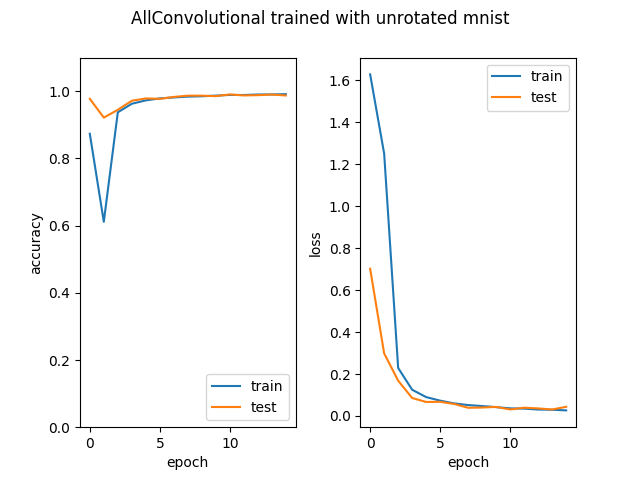 AllConvolutional trained with unrotated mnist
1.0
0.8
0.6
0.4
0.2
0.0
accuracy
0
5
10
epoch
train
test
1.6
1.4
1.2
1.0
0.8
0.6
0.4
0.2
0.0
loss
0
5
10
epoch
train
test